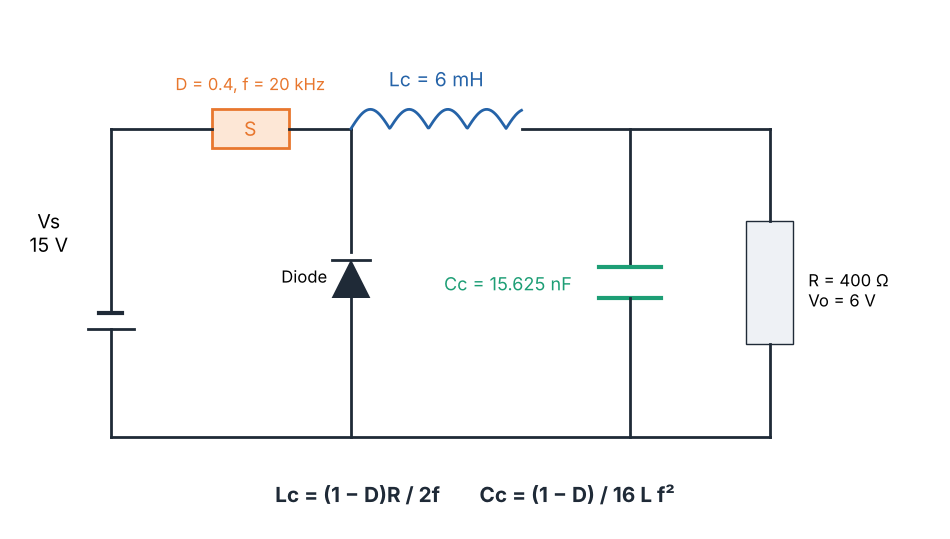 D = 0.4, f = 20 kHz
Lc = 6 mH
S
Vs
15 V
Diode
Cc = 15.625 nF
R = 400 Ω
Vo = 6 V
Lc = (1 − D)R / 2f
Cc = (1 − D) / 16 L f²